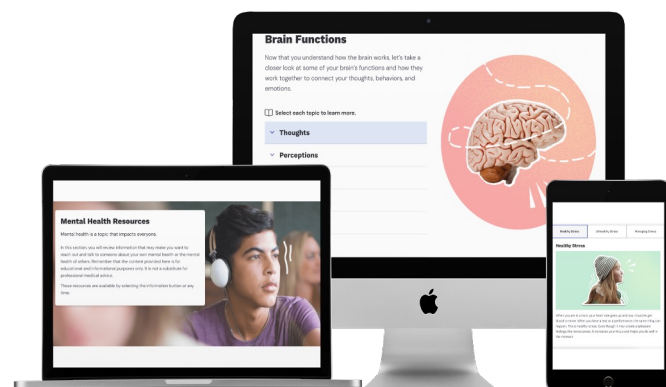 Brain Functions
Now that you understand how the brain works, let's take a
closer look at some of your brain's functions and how they
work together to connect your thoughts, behaviors, and
emotions.
Select each topic to learn more.
Thoughts
Perceptions
Mental Health Resources
Mental health is a topic that impacts everyone.
In this section, you will review information that may make you want to
reach out and talk to someone about your own mental health or the mental
health of others. Remember that the content provided here is for
educational and informational purposes only. It is not a substitute for
professional medical advice.
These resources are available by selecting the information button at any
time.
Healthy Stress
Unhealthy Stress
Managing Stress
Healthy Stress